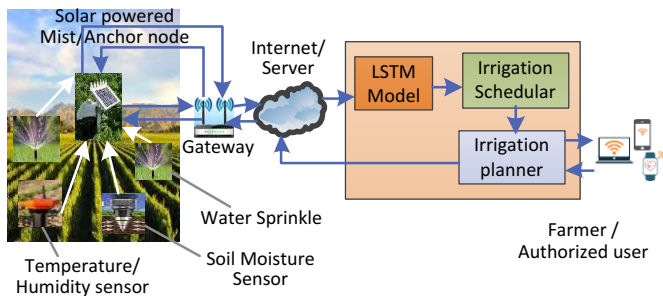 Solar powered
Mist/Anchor node
Internet/
Server
LSTM
Model
Irrigation
Schedular
Gateway
Irrigation
planner
Water Sprinkle
Farmer /
Authorized user
Temperature/
Humidity sensor
Soil Moisture
Sensor